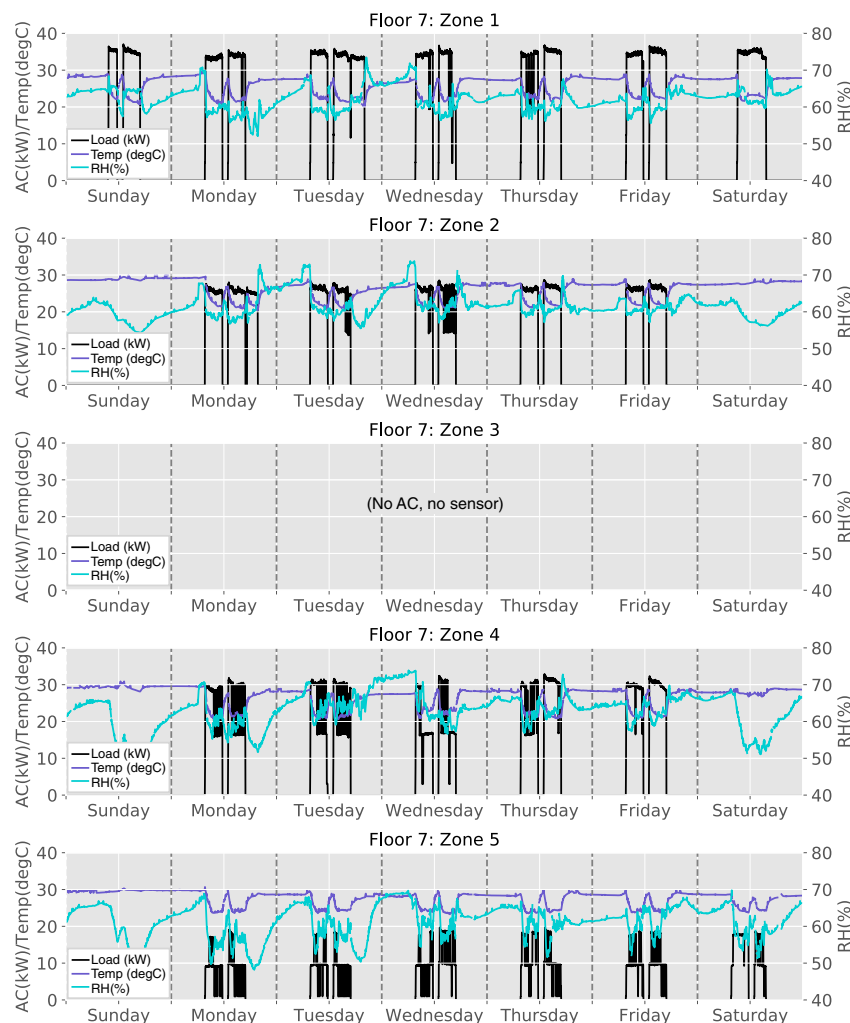 Floor 7: Zone 1
AC(kW)/Temp(degC)
40
30
20
10
0
80
70
60
50
40
RH(%)
Load (kW)
Temp (degC)
RH(%)
Sunday Monday Tuesday Wednesday Thursday Friday Saturday
Floor 7: Zone 2
AC(kW)/Temp(degC)
40
30
20
10
0
80
70
60
50
40
RH(%)
Load (kW)
Temp (degC)
RH(%)
Sunday Monday Tuesday Wednesday Thursday Friday Saturday
Floor 7: Zone 3
AC(kW)/Temp(degC)
40
30
20
10
0
80
70
60
50
40
RH(%)
(No AC, no sensor)
Load (kW)
Temp (degC)
RH(%)
Sunday Monday Tuesday Wednesday Thursday Friday Saturday
Floor 7: Zone 4
AC(kW)/Temp(degC)
40
30
20
10
0
80
70
60
50
40
RH(%)
Load (kW)
Temp (degC)
RH(%)
Sunday Monday Tuesday Wednesday Thursday Friday Saturday
Floor 7: Zone 5
AC(kW)/Temp(degC)
40
30
20
10
0
80
70
60
50
40
RH(%)
Load (kW)
Temp (degC)
RH(%)
Sunday Monday Tuesday Wednesday Thursday Friday Saturday